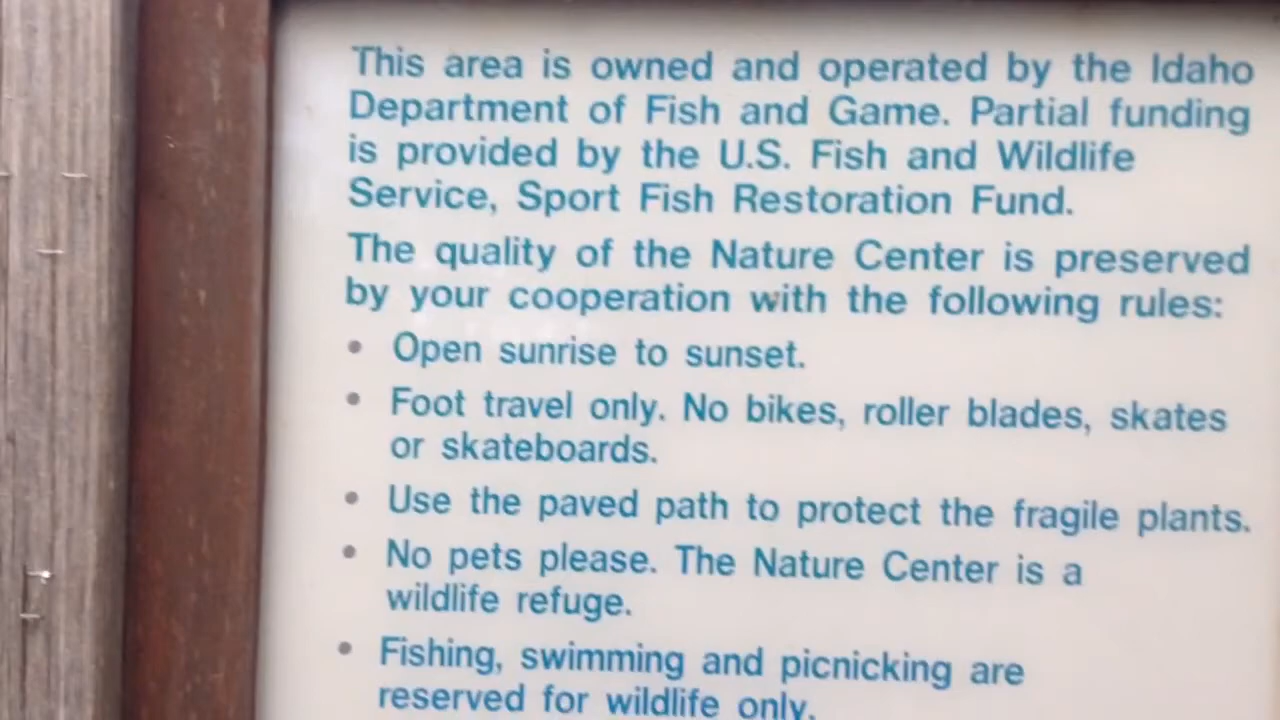 This area is owned and operated by the Idaho
Department of Fish and Game. Partial funding
is provided by the U.S. Fish and Wildlife
Service, Sport Fish Restoration Fund.
The quality of the Nature Center is preserved
by your cooperation with the following rules:
• Open sunrise to sunset.
• Foot travel only. No bikes, roller blades, skates
or skateboards.
• Use the paved path to protect the fragile plants.
• No pets please. The Nature Center is a
wildlife refuge.
• Fishing, swimming and picnicking are
reserved for wildlife only.